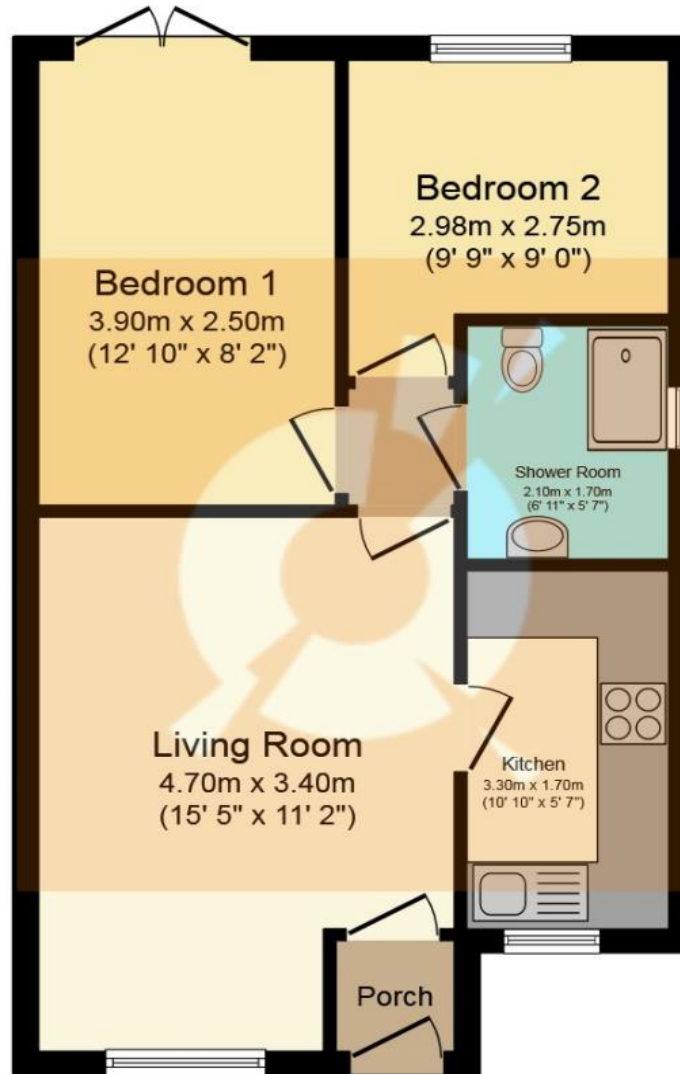 Bedroom 1
3.90m x 2.50m
(12' 10" x 8' 2")
Bedroom 2
2.98m x 2.75m
(9' 9" x 9' 0")
Shower Room
2.10m x 1.70m
(6' 11" x 5' 7")
Living Room
4.70m x 3.40m
(15' 5" x 11' 2")
Kitchen
3.30m x 1.70m
(10' 10" x 5' 7")
Porch